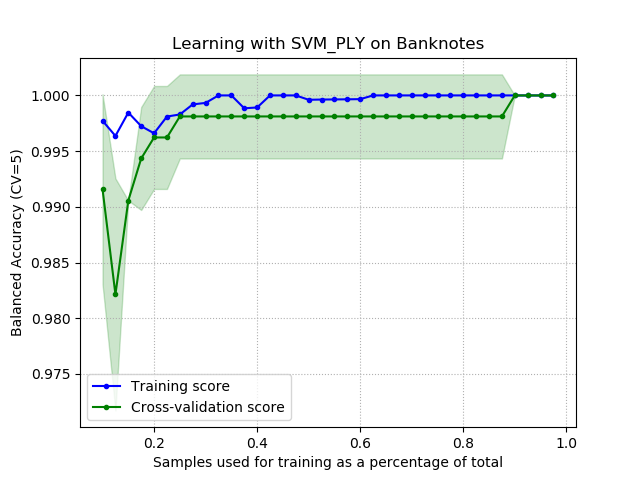 Learning with SVM_PLY on Banknotes
Balanced Accuracy (CV=5)
1.000
0.995
0.990
0.985
0.980
0.975
Training score
Cross-validation score
0.2 0.4 0.6 0.8 1.0
Samples used for training as a percentage of total